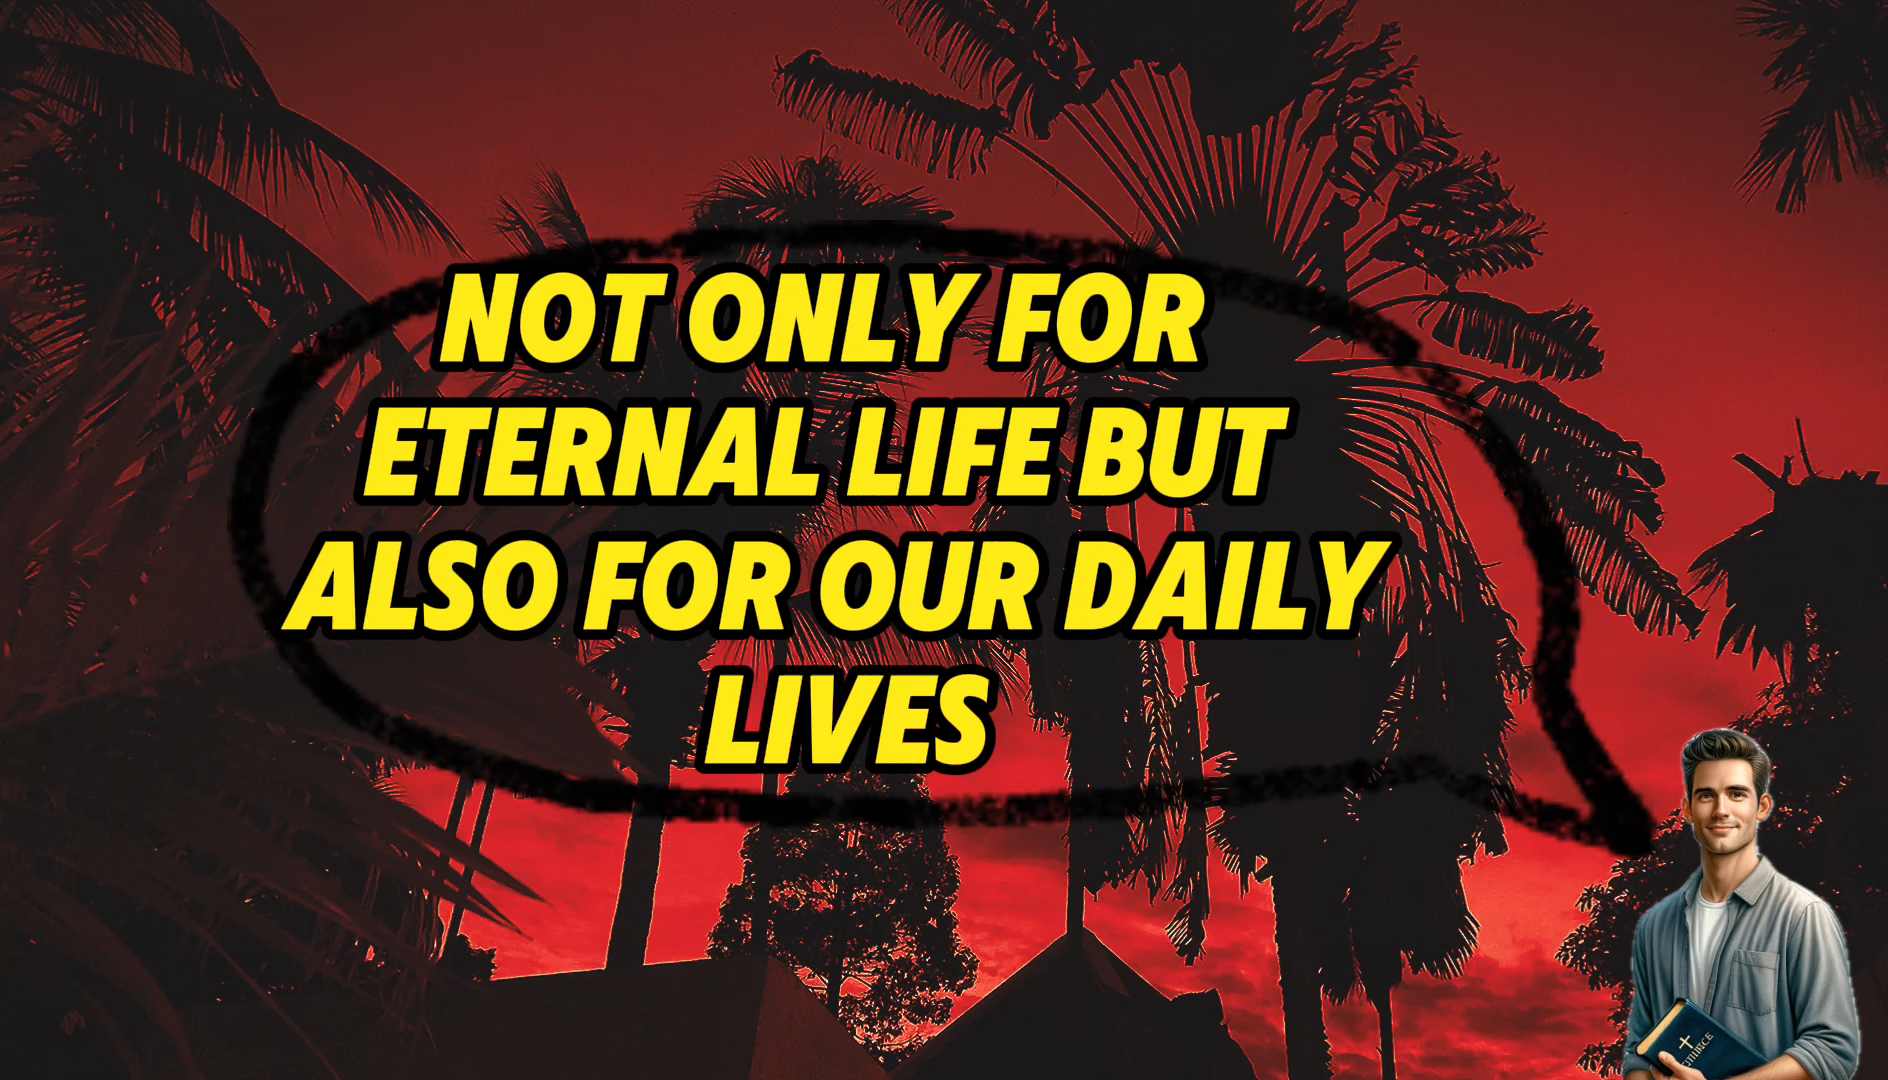 NOT ONLY FOR
ETERNAL LIFE BUT
ALSO FOR OUR DAILY
LIVES